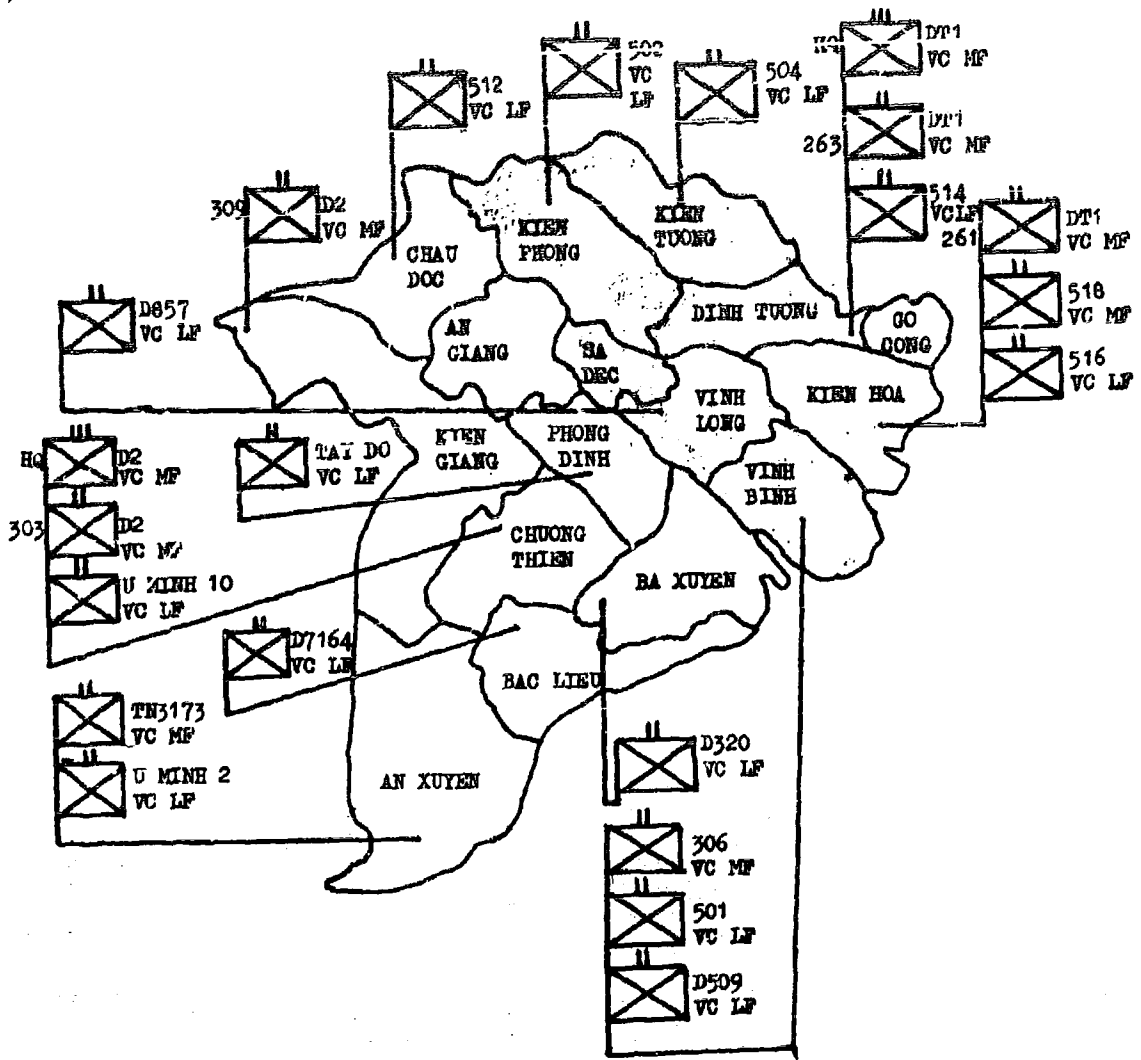 512
VC LF
502
VC
LF
504
VC LF
HQ
DT1
VC MF
263
DT1
VC MF
514
VC LF
261
DT1
VC MF
518
VC MF
516
VC LF
309
D2
VC MF
D857
VC LF
HQ
D2
VC MF
303
D2
VC MF
U MINH 10
VC LF
TAY DO
VC LF
D7164
VC LF
TN3173
VC MF
U MINH 2
VC LF
D320
VC LF
306
VC MF
501
VC LF
D509
VC LF
CHAU
DOC
KIEN
PHONG
KIEN
TUONG
DINH TUONG
GO
CONG
AN
GIANG
SA
DEC
VINH
LONG
KIEN HOA
KIEN
GIANG
PHONG
DINH
VINH
BINH
CHUONG
THIEN
BA XUYEN
BAC LIEU
AN XUYEN